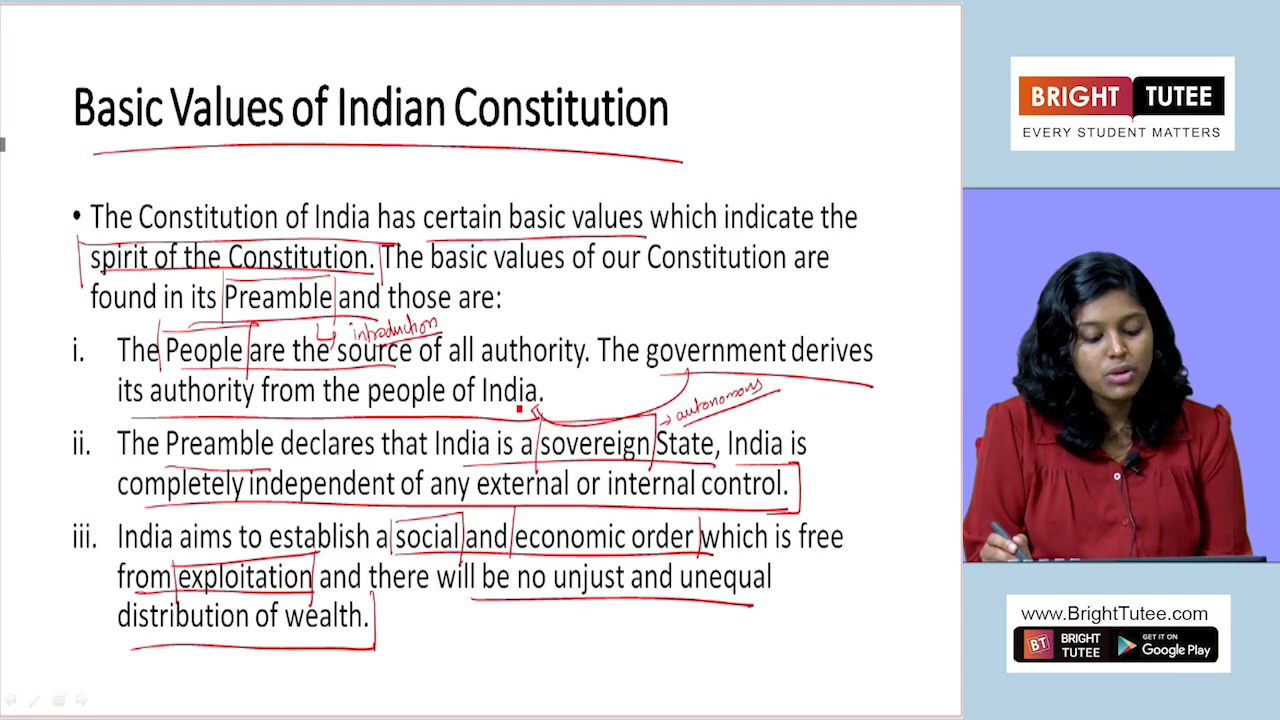 Basic Values of Indian Constitution
• The Constitution of India has certain basic values which indicate the
spirit of the Constitution. The basic values of our Constitution are
found in its Preamble and those are:
introduction
i. The People are the source of all authority. The government derives
its authority from the people of India.
→ autonomous
ii. The Preamble declares that India is a sovereign State, India is
completely independent of any external or internal control.
iii. India aims to establish a social and economic order which is free
from exploitation and there will be no unjust and unequal
distribution of wealth.
BRIGHT TUTEE
EVERY STUDENT MATTERS
www.BrightTutee.com
BT BRIGHT TUTEE
GET IT ON
Google Play